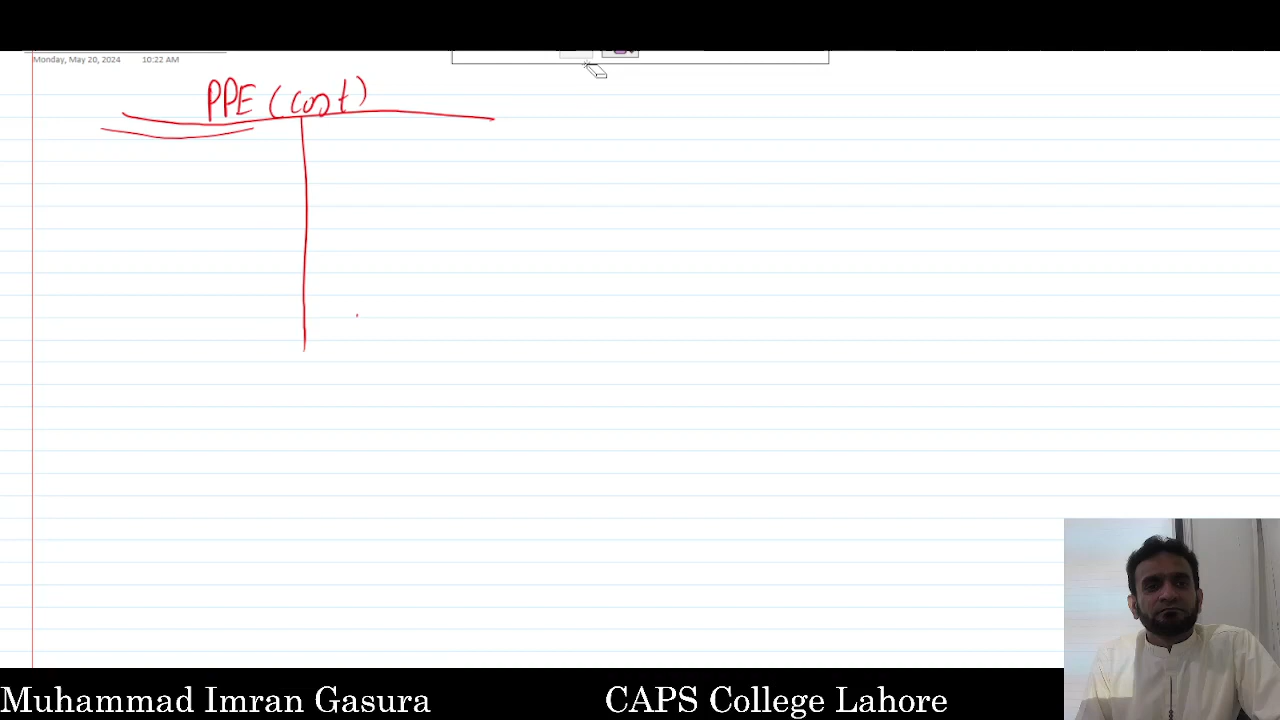 Monday, May 20, 2024 10:22 AM
PPE (cost)
Muhammad Imran Gasura CAPS College Lahore